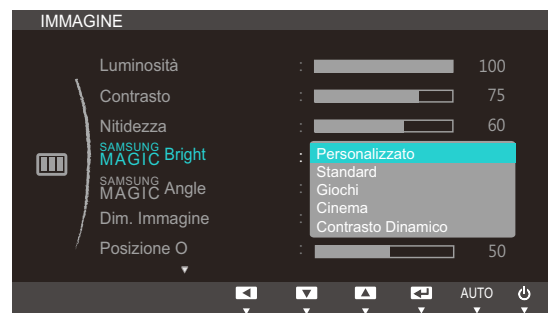 IMMAGINE
Luminosità : 100
Contrasto : 75
Nitidezza : 60
SAMSUNG MAGIC Bright : Personalizzato
Standard
SAMSUNG MAGIC Angle : Giochi
Cinema
Dim. Immagine : Contrasto Dinamico
Posizione O : 50
AUTO